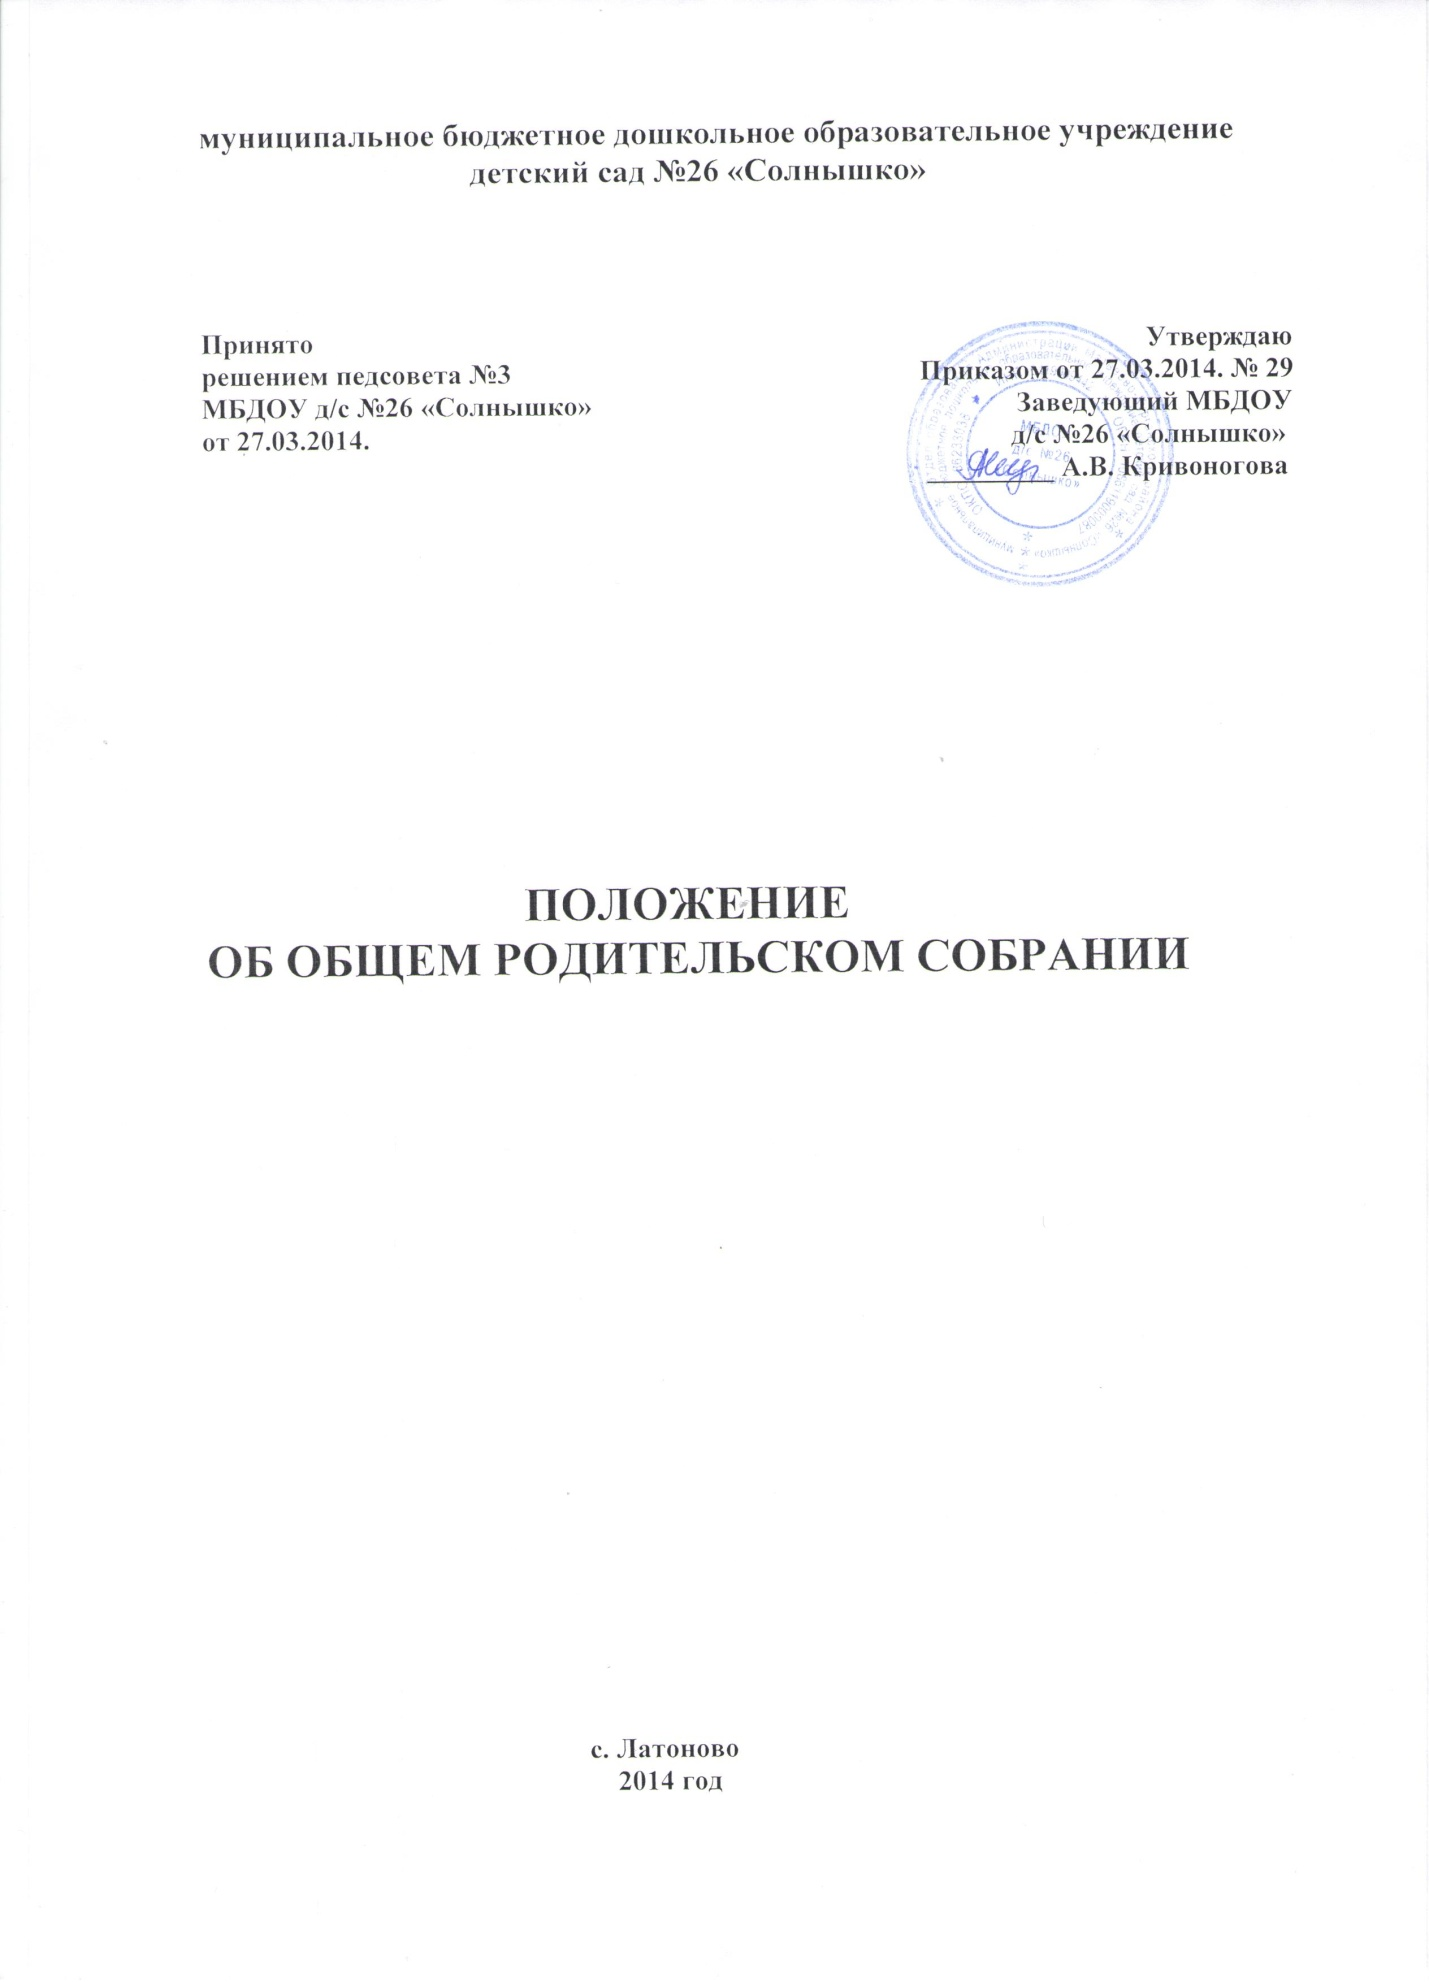 муниципальное бюджетное дошкольное образовательное учреждение
детский сад №26 «Солнышко»
Принято
решением педсовета №3
МБДОУ д/с №26 «Солнышко»
от 27.03.2014.
Утверждаю
Приказом от 27.03.2014. № 29
Заведующий МБДОУ
д/с №26 «Солнышко»
А.В. Кривоногова
МБДОУ
д/с №26
ПОЛОЖЕНИЕ
ОБ ОБЩЕМ РОДИТЕЛЬСКОМ СОБРАНИИ
с. Латоново
2014 год